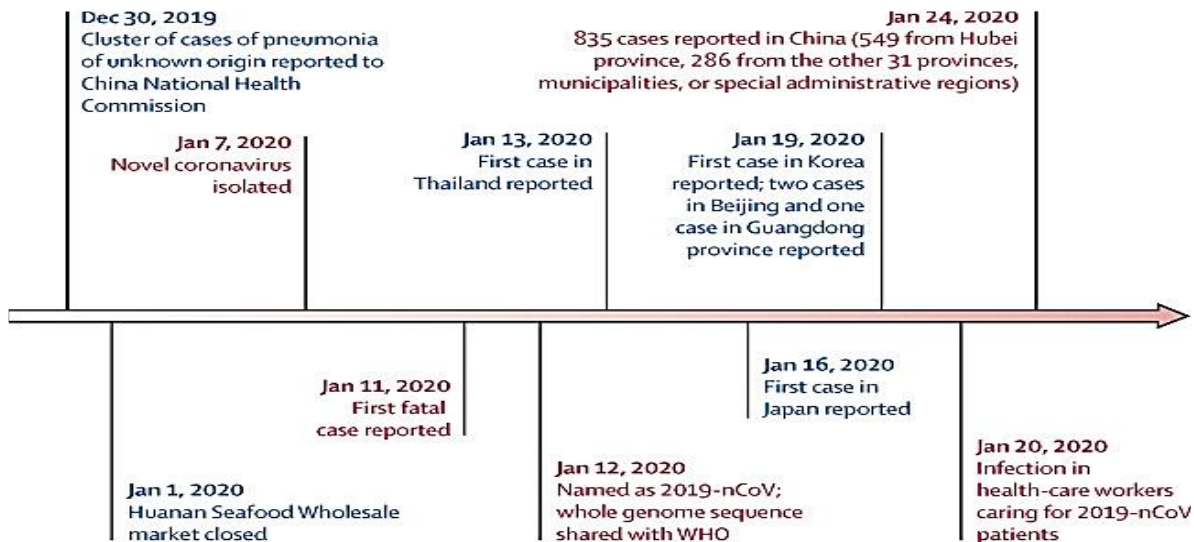 Dec 30, 2019
Cluster of cases of pneumonia
of unknown origin reported to
China National Health
Commission
Jan 24, 2020
835 cases reported in China (549 from Hubei
province, 286 from the other 31 provinces,
municipalities, or special administrative regions)
Jan 7, 2020
Novel coronavirus
isolated
Jan 13, 2020
First case in
Thailand reported
Jan 19, 2020
First case in Korea
reported; two cases
in Beijing and one
case in Guangdong
province reported
Jan 11, 2020
First fatal
case reported
Jan 16, 2020
First case in
Japan reported
Jan 1, 2020
Huanan Seafood Wholesale
market closed
Jan 12, 2020
Named as 2019-nCoV;
whole genome sequence
shared with WHO
Jan 20, 2020
Infection in
health-care workers
caring for 2019-nCoV
patients